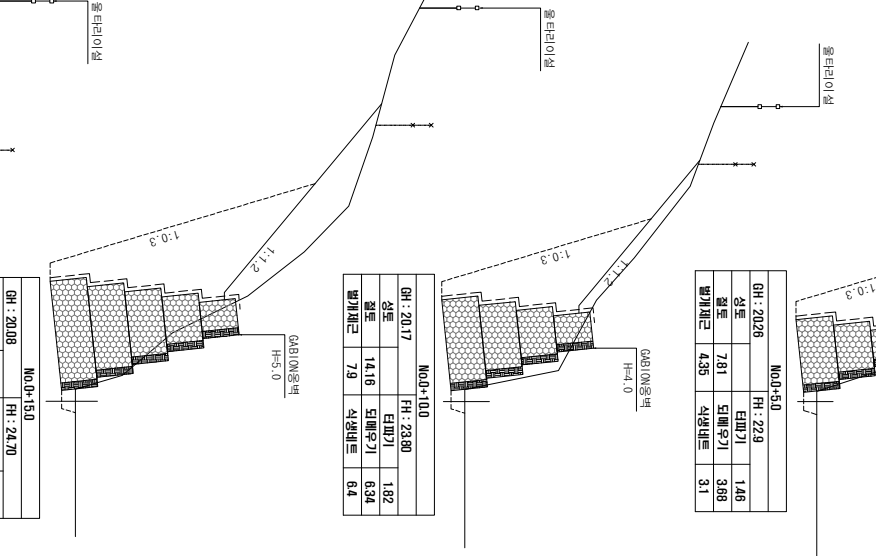 울타리이설
울타리이설
울타리이설
1:0.3
1:1.2
1:0.3
1:1.2
1:0.3
GABION옹벽
H=5.0
GABION옹벽
H=4.0
No.0+15.0
GH : 20.08 FH : 24.70
No.0+10.0
GH : 20.17 FH : 23.80
성토 터파기 1.82
절토 14.16 되메우기 6.34
벌개제근 7.9 식생네트 6.4
No.0+5.0
GH : 20.26 FH : 22.9
성토 터파기 1.46
절토 7.81 되메우기 3.68
벌개제근 4.35 식생네트 3.1